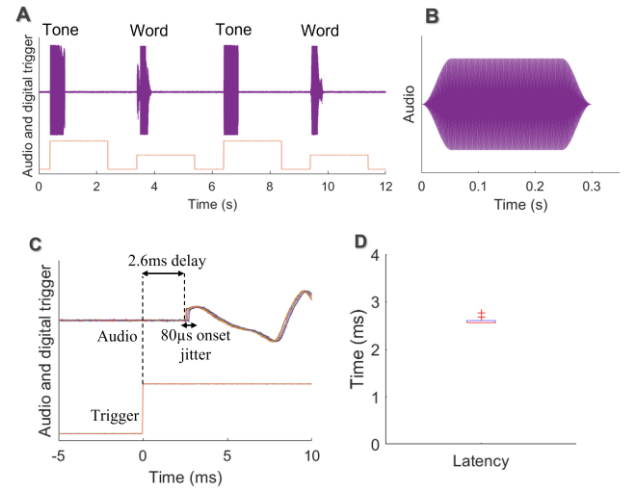 A
Tone Word Tone Word
Audio and digital trigger
0 2 4 6 8 10 12
Time (s)
B
Audio
0 0.1 0.2 0.3
Time (s)
C
2.6ms delay
Audio
80µs onset
jitter
Trigger
Audio and digital trigger
-5 0 5 10
Time (ms)
D
4
3
2
1
0
Time (ms)
Latency